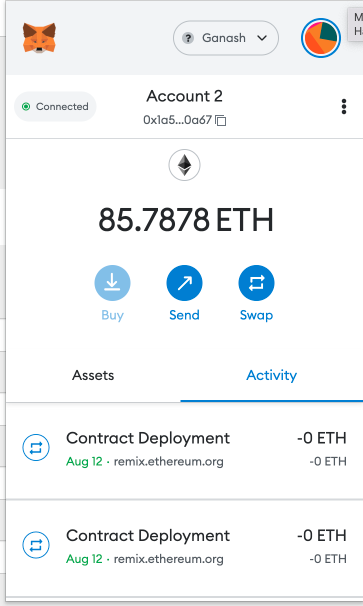 Ganash
Connected
Account 2
0x1a5...0a67
85.7878 ETH
Buy
Send
Swap
Assets
Activity
Contract Deployment
-0 ETH
Aug 12 · remix.ethereum.org
-0 ETH
Contract Deployment
-0 ETH
Aug 12 · remix.ethereum.org
-0 ETH